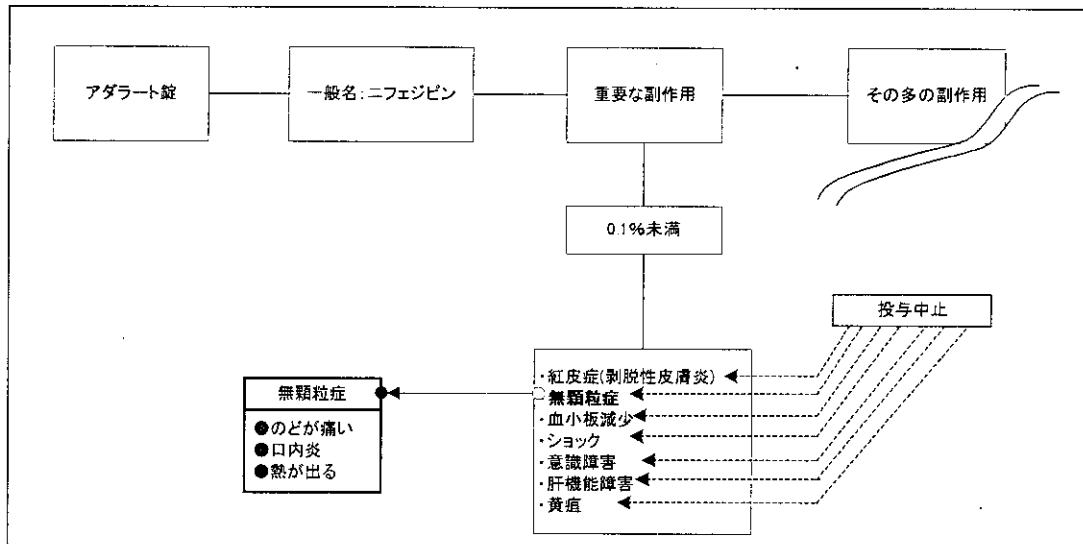 アダラート錠
一般名：ニフェジピン
重要な副作用
その多の副作用
0.1%未満
投与中止
・紅皮症(剥脱性皮膚炎)
・無顆粒症
・血小板減少
・ショック
・意識障害
・肝機能障害
・黄疸
無顆粒症
●のどが痛い
●口内炎
●熱が出る